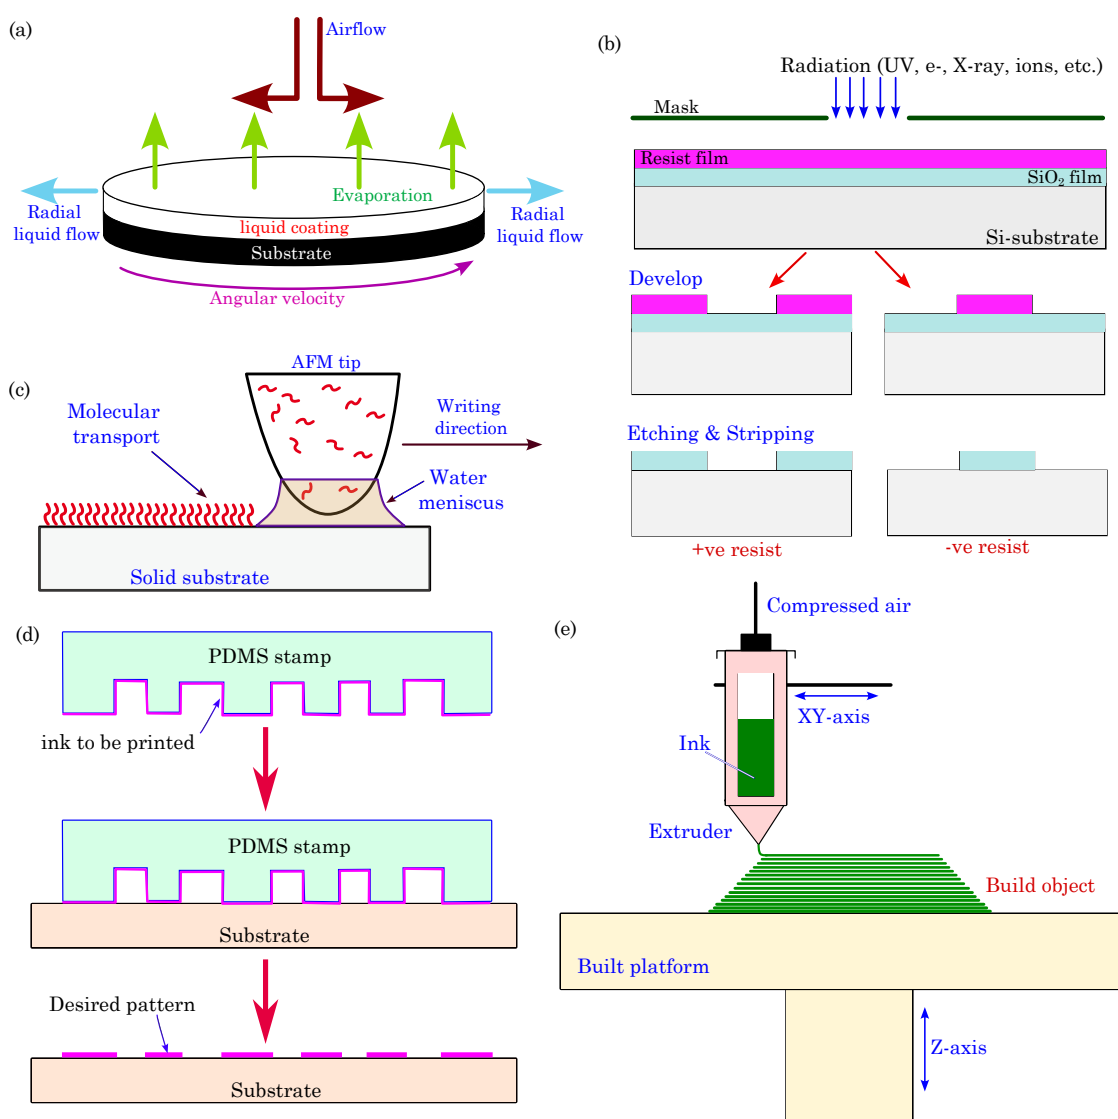 (a)
Airflow
Evaporation
Radial
liquid flow
Radial
liquid flow
liquid coating
Substrate
Angular velocity
(b)
Radiation (UV, e-, X-ray, ions, etc.)
Mask
Resist film
SiO₂ film
Si-substrate
Develop
Etching & Stripping
+ve resist
-ve resist
(c)
AFM tip
Molecular
transport
Writing
direction
Water
meniscus
Solid substrate
(d)
PDMS stamp
ink to be printed
PDMS stamp
Substrate
Desired pattern
Substrate
(e)
Compressed air
XY-axis
Ink
Extruder
Build object
Built platform
Z-axis